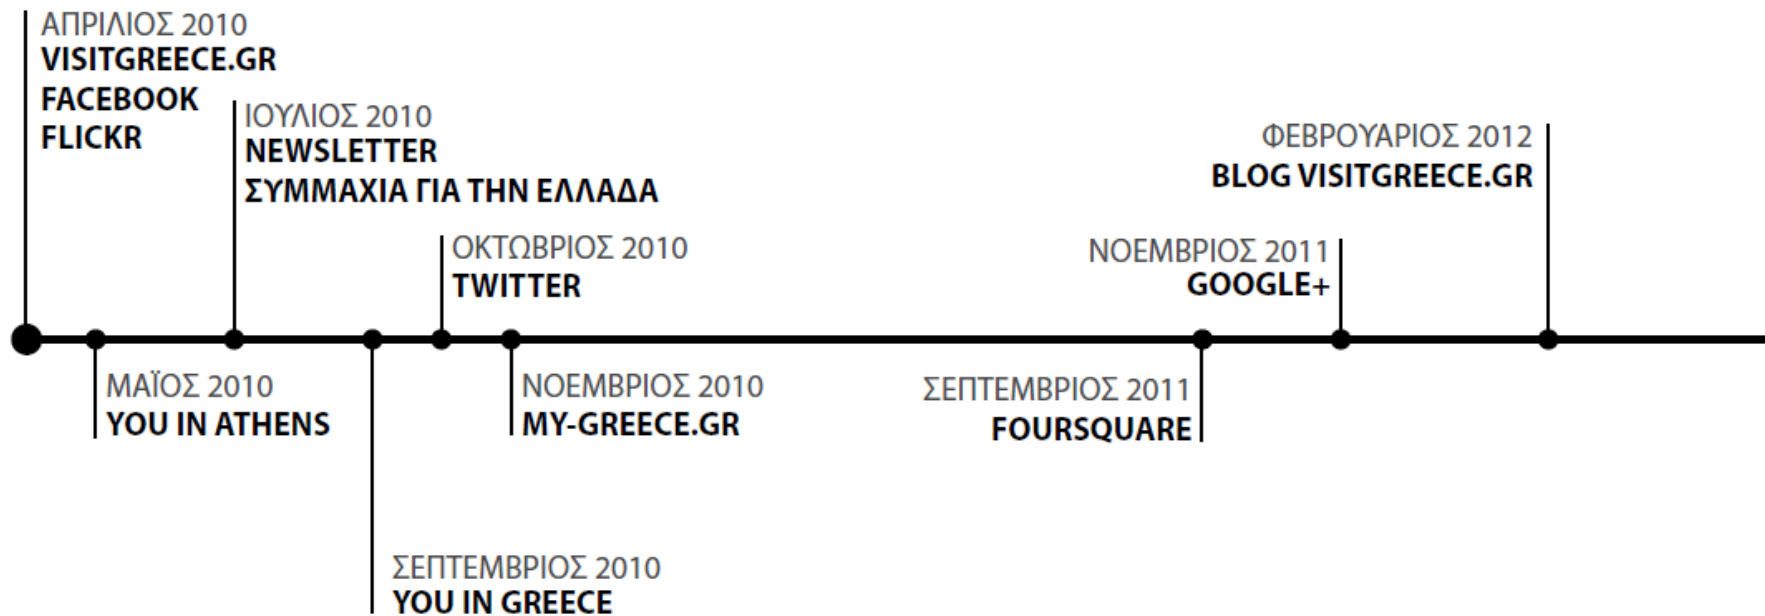 ΑΠΡΙΛΙΟΣ 2010
VISITGREECE.GR
FACEBOOK
FLICKR
ΜΑΪΟΣ 2010
YOU IN ATHENS
ΙΟΥΛΙΟΣ 2010
NEWSLETTER
ΣΥΜΜΑΧΙΑ ΓΙΑ ΤΗΝ ΕΛΛΑΔΑ
ΣΕΠΤΕΜΒΡΙΟΣ 2010
YOU IN GREECE
ΟΚΤΩΒΡΙΟΣ 2010
TWITTER
ΝΟΕΜΒΡΙΟΣ 2010
MY-GREECE.GR
ΣΕΠΤΕΜΒΡΙΟΣ 2011
FOURSQUARE
ΝΟΕΜΒΡΙΟΣ 2011
GOOGLE+
ΦΕΒΡΟΥΑΡΙΟΣ 2012
BLOG VISITGREECE.GR